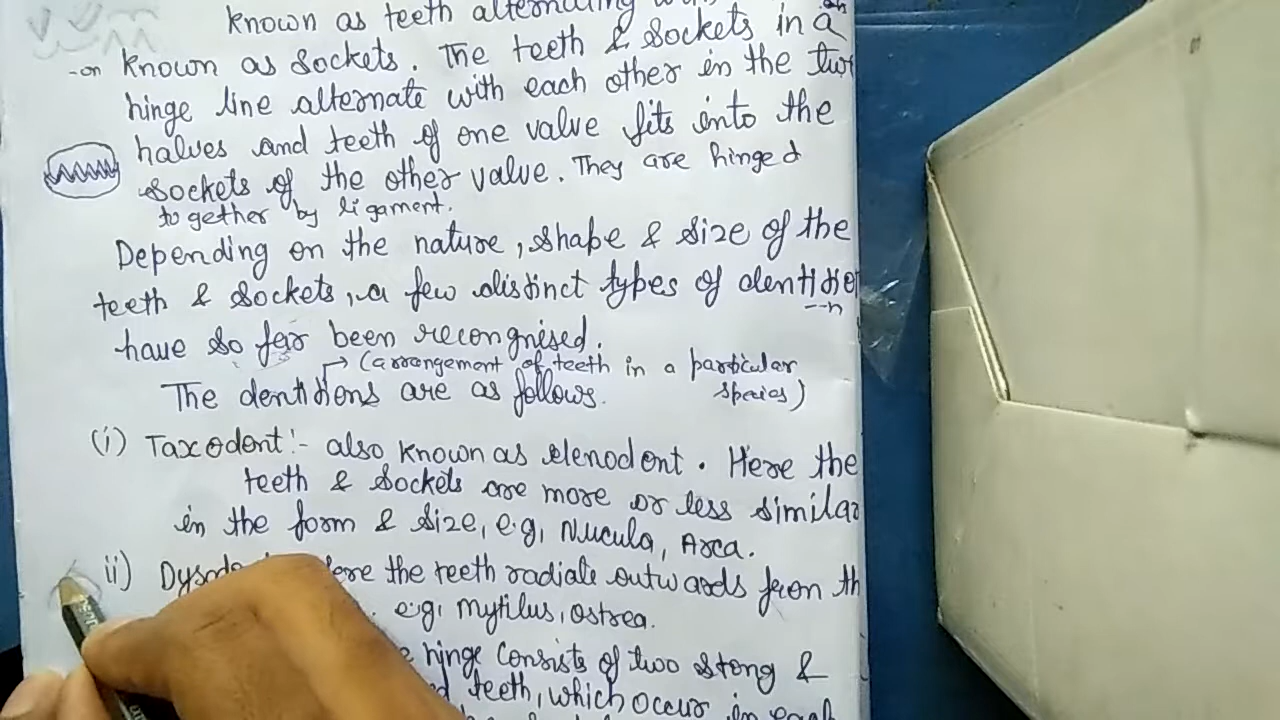 known as teeth alternating
-on known as sockets. The teeth & sockets in a
hinge line alternate with each other in the two
halves and teeth of one valve fits into the
sockets of the other valve. They are hinged
together by ligament.
Depending on the nature, shape & size of the
teeth & sockets, a few distinct types of dentition
have so far been recongnised.
→ (arrangement of teeth in a particular
species)
The dentitions are as follows.
(i) Taxodont :- also known as elenodont. Here the
teeth & sockets are more or less similar
in the form & size, e.g, Nucula, Arca.
ii) the teeth radiate outwards from th
e.g, mytilus, ostrea.
hinge consists of two stong &
teeth, which occur in each